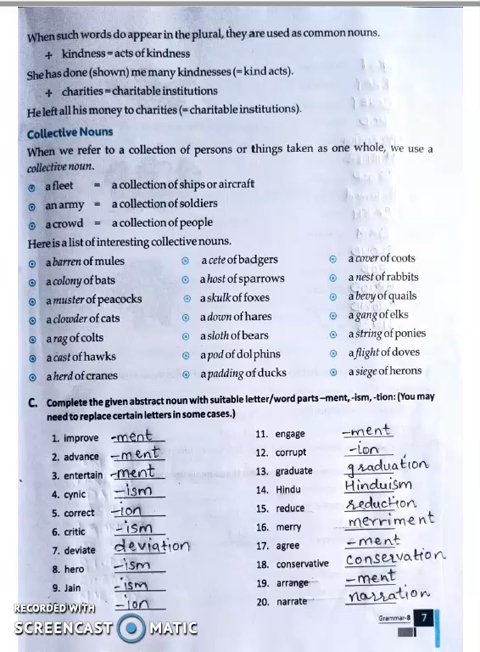 When such words do appear in the plural, they are used as common nouns.
+ kindness = acts of kindness
She has done (shown) me many kindnesses (= kind acts).
+ charities = charitable institutions
He left all his money to charities (= charitable institutions).
Collective Nouns
When we refer to a collection of persons or things taken as one whole, we use a
collective noun.
a fleet = a collection of ships or aircraft
an army = a collection of soldiers
a crowd = a collection of people
Here is a list of interesting collective nouns.
a barren of mules
a colony of bats
a muster of peacocks
a clowder of cats
a rag of colts
a cast of hawks
a herd of cranes
a cete of badgers
a host of sparrows
a skulk of foxes
a down of hares
a sloth of bears
a pod of dolphins
a padding of ducks
a cover of coots
a nest of rabbits
a bevy of quails
a gang of elks
a string of ponies
a flight of doves
a siege of herons
C. Complete the given abstract noun with suitable letter/word parts –ment, -ism, -tion: (You may
need to replace certain letters in some cases.)
1. improve -ment
2. advance -ment
3. entertain -ment
4. cynic -ism
5. correct -ion
6. critic -ism
7. deviate deviation
8. hero -ism
9. Jain -ism
-ion
11. engage -ment
12. corrupt -ion
13. graduate graduation
14. Hindu Hinduism
15. reduce reduction
16. merry merriment
17. agree -ment
18. conservative conservation
19. arrange -ment
20. narrate narration
Grammar-8 7
RECORDED WITH
SCREENCAST MATIC